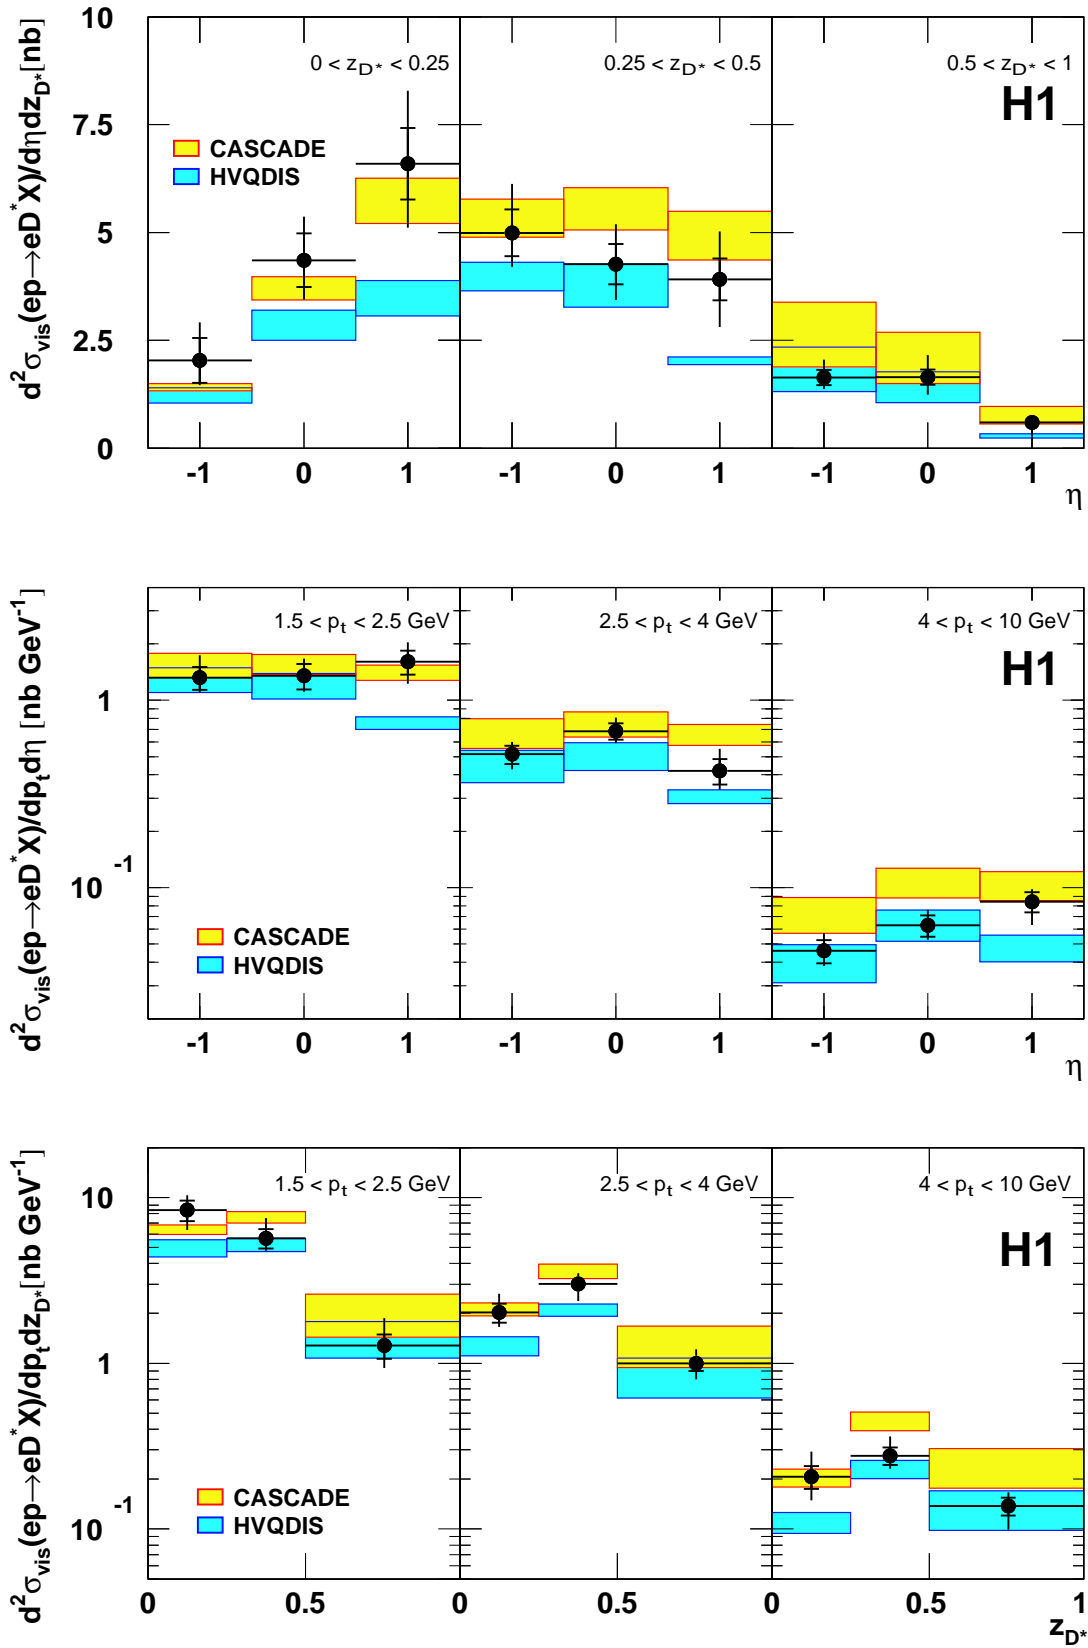 d²σvis(ep→eD*X)/dηdzD*[nb]
10
7.5
5
2.5
0
0 < zD* < 0.25
0.25 < zD* < 0.5
0.5 < zD* < 1
H1
CASCADE
HVQDIS
-1 0 1 -1 0 1 -1 0 1
η
d²σvis(ep→eD*X)/dptdη [nb GeV⁻¹]
1
10⁻¹
1.5 < pt < 2.5 GeV
2.5 < pt < 4 GeV
4 < pt < 10 GeV
H1
CASCADE
HVQDIS
-1 0 1 -1 0 1 -1 0 1
η
d²σvis(ep→eD*X)/dptdzD*[nb GeV⁻¹]
10
1
10⁻¹
1.5 < pt < 2.5 GeV
2.5 < pt < 4 GeV
4 < pt < 10 GeV
H1
CASCADE
HVQDIS
0 0.5 0 0.5 0 0.5 1
zD*